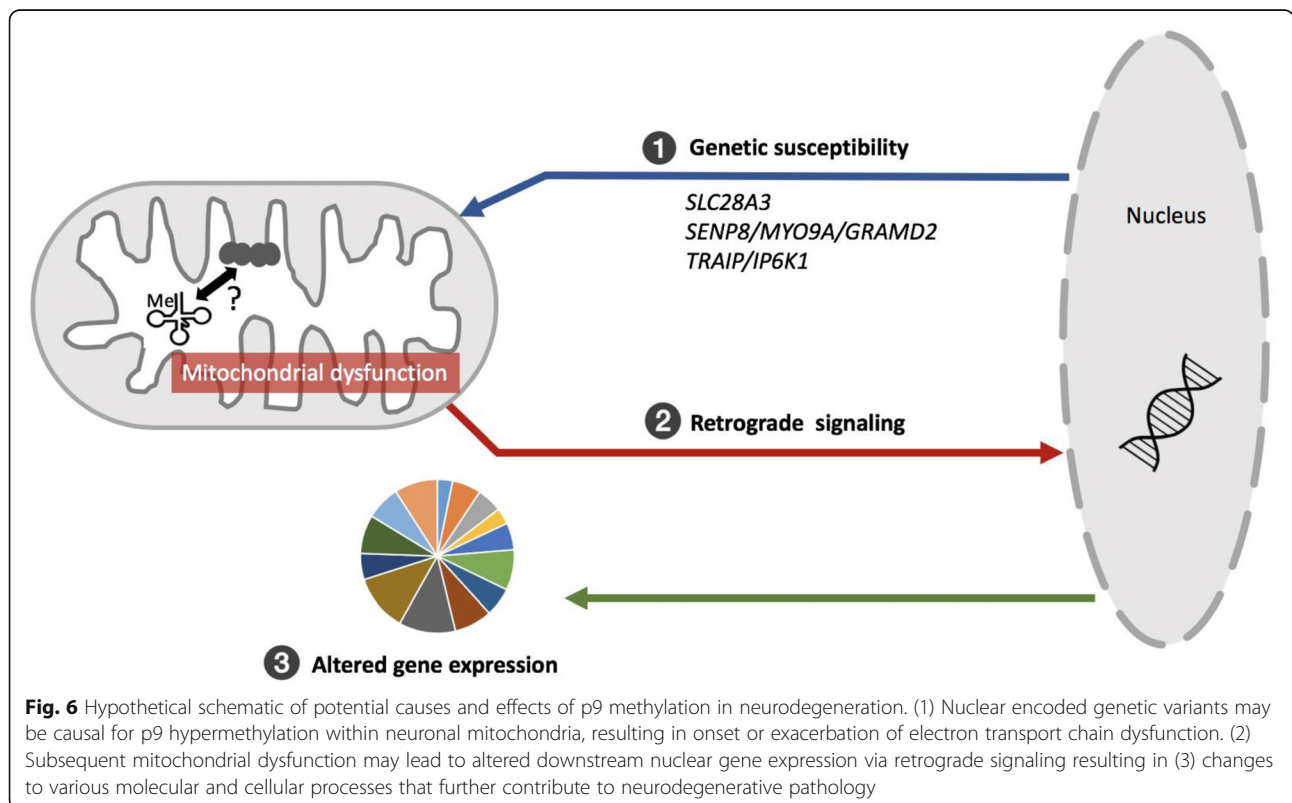 1 Genetic susceptibility
SLC28A3
SENP8/MYO9A/GRAMD2
TRAIP/IP6K1
Nucleus
Me
?
Mitochondrial dysfunction
2 Retrograde signaling
3 Altered gene expression
Fig. 6 Hypothetical schematic of potential causes and effects of p9 methylation in neurodegeneration. (1) Nuclear encoded genetic variants may
be causal for p9 hypermethylation within neuronal mitochondria, resulting in onset or exacerbation of electron transport chain dysfunction. (2)
Subsequent mitochondrial dysfunction may lead to altered downstream nuclear gene expression via retrograde signaling resulting in (3) changes
to various molecular and cellular processes that further contribute to neurodegenerative pathology